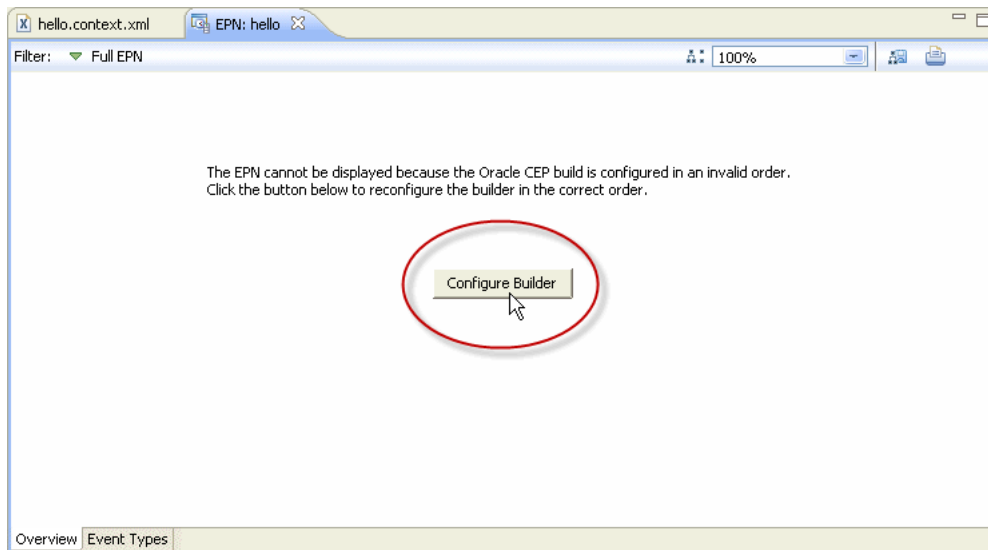 hello.context.xml
EPN: hello
Filter: Full EPN
100%
The EPN cannot be displayed because the Oracle CEP build is configured in an invalid order.
Click the button below to reconfigure the builder in the correct order.
Configure Builder
Overview
Event Types